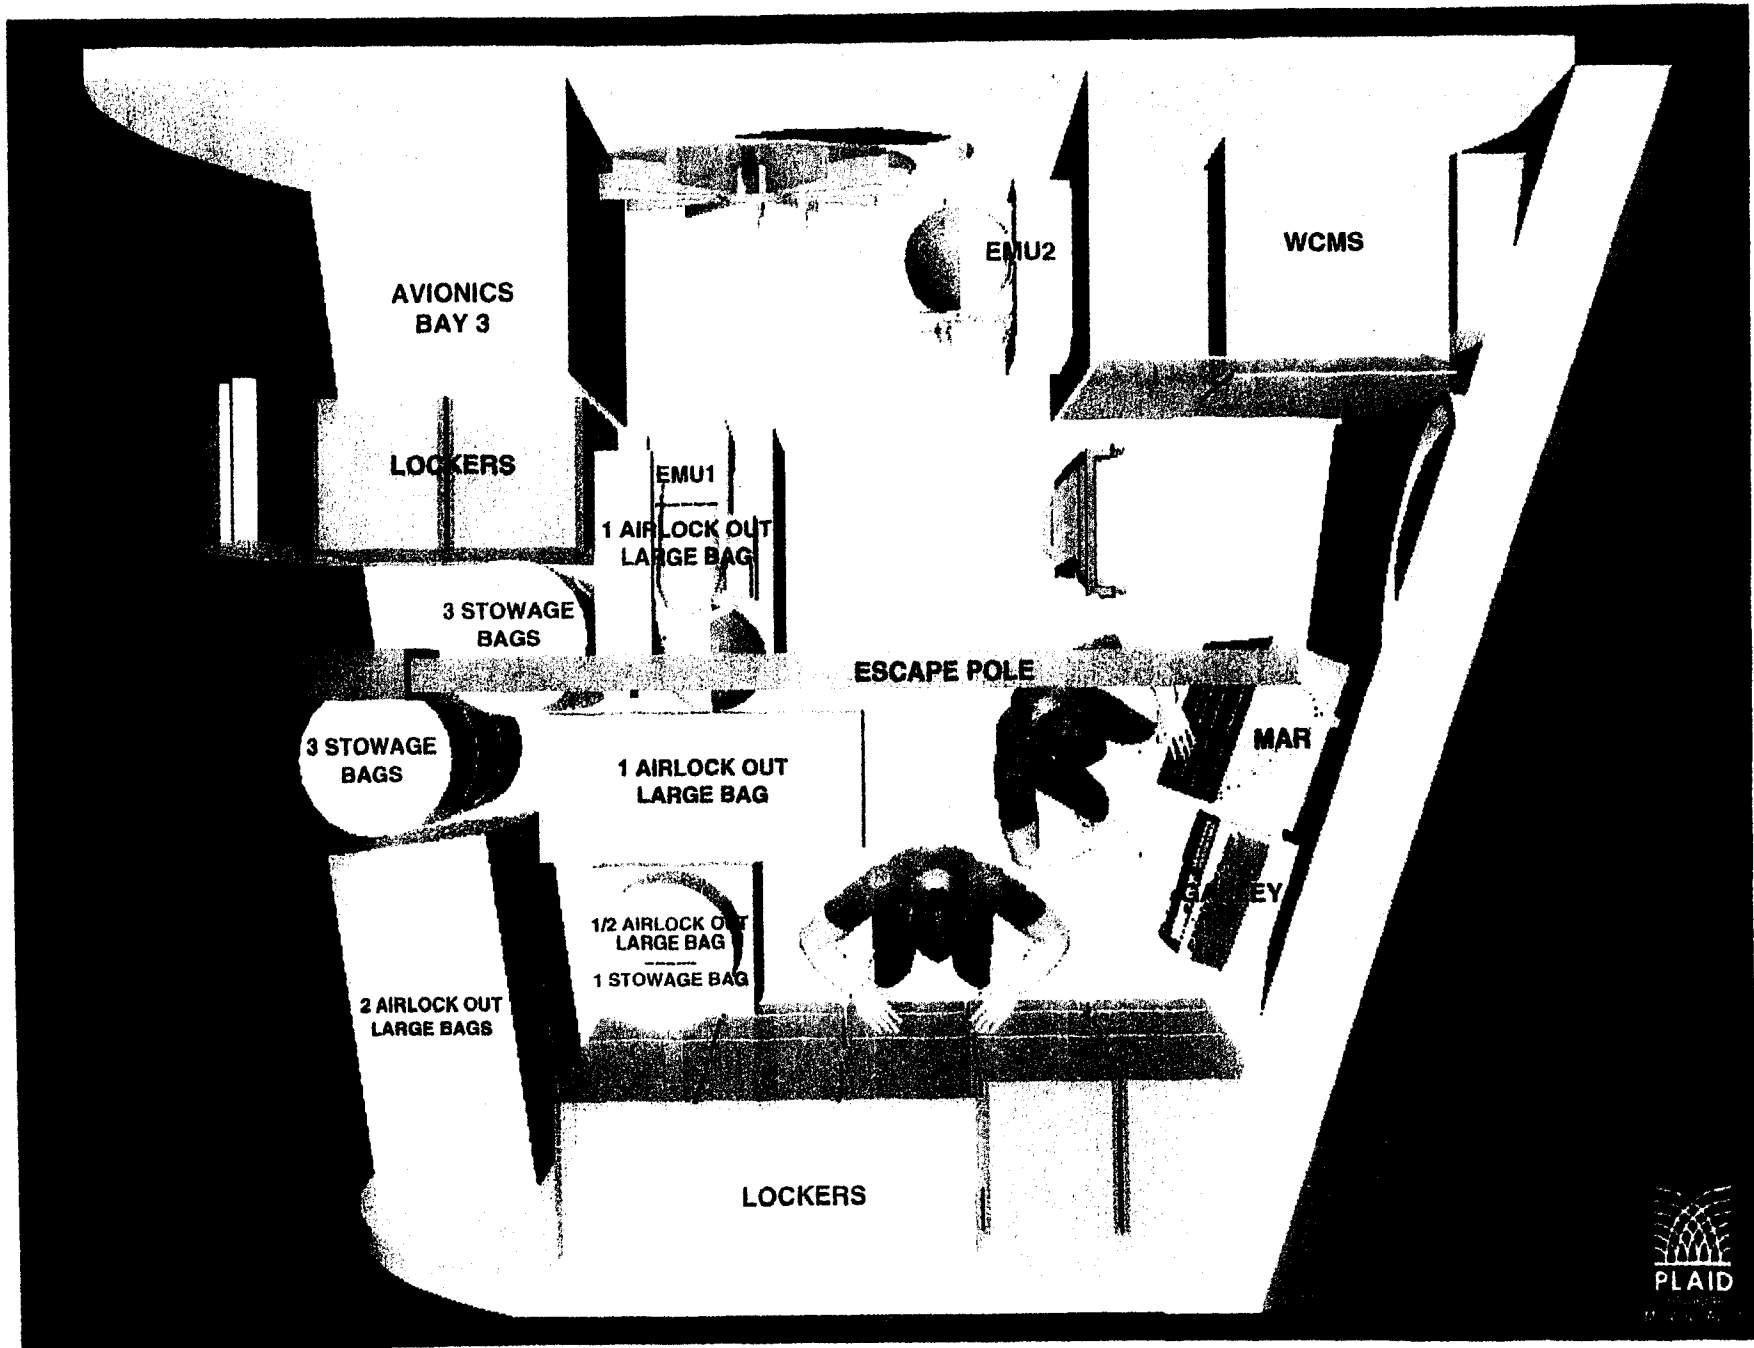 EMU2
WCMS
AVIONICS
BAY 3
LOCKERS
EMU1
1 AIRLOCK OUT
LARGE BAG
3 STOWAGE
BAGS
ESCAPE POLE
3 STOWAGE
BAGS
1 AIRLOCK OUT
LARGE BAG
MAR
GALLEY
1/2 AIRLOCK OUT
LARGE BAG
1 STOWAGE BAG
2 AIRLOCK OUT
LARGE BAGS
LOCKERS
PLAID